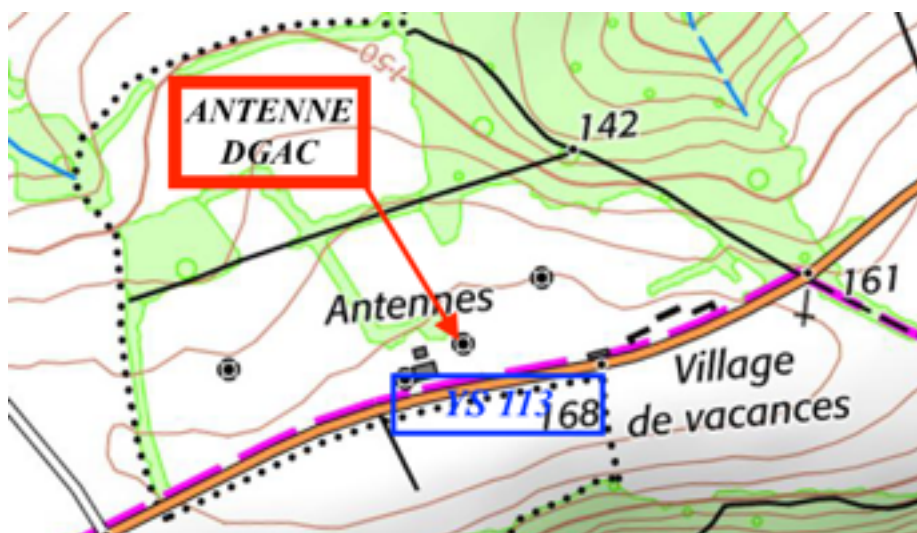 150
ANTENNE
DGAC
142
Antennes
161
YS 113
168
Village
de vacances